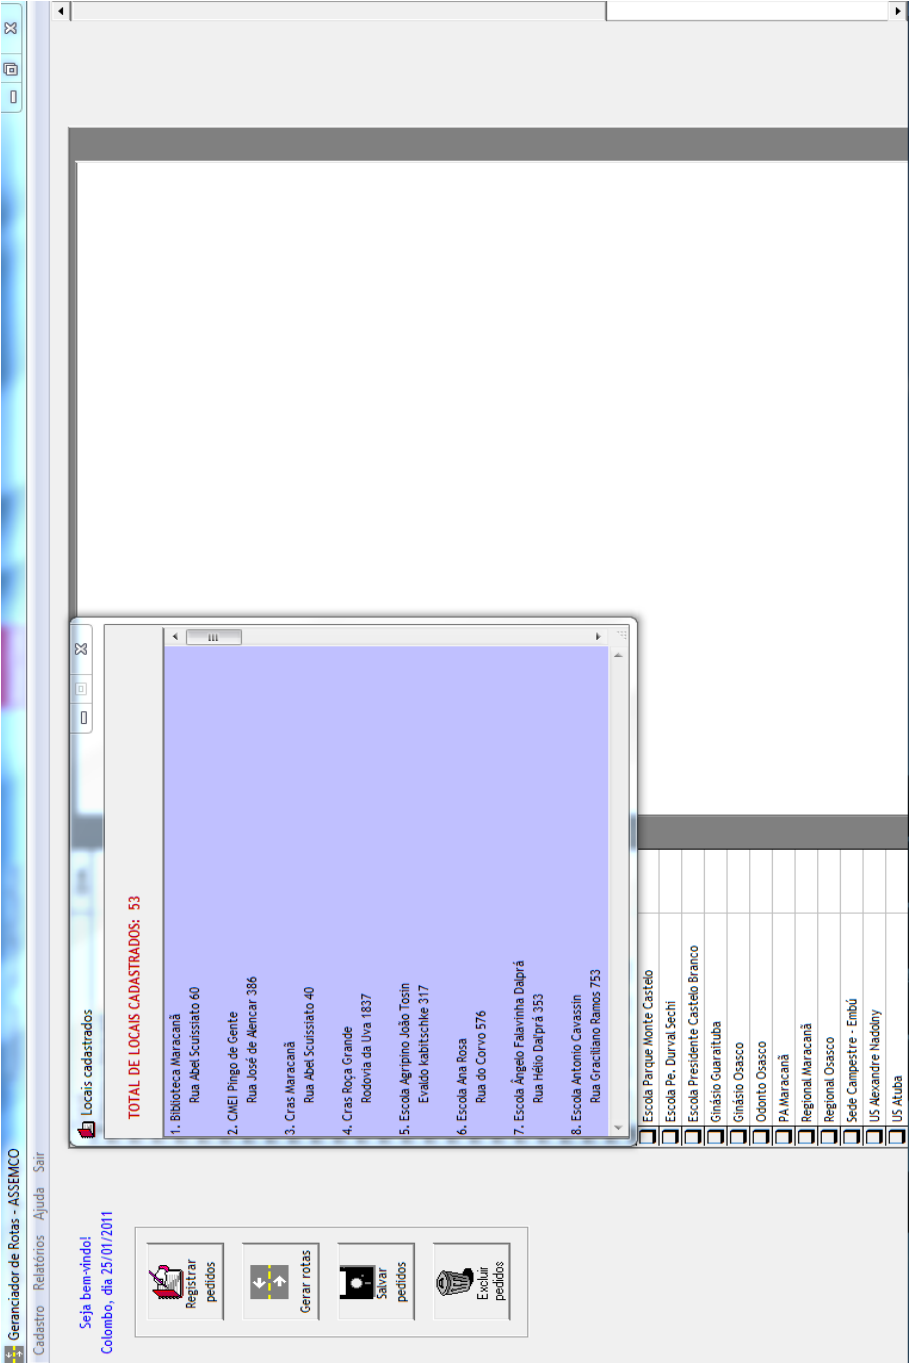 Geranciador de Rotas - ASSEMCO
Cadastro Relatórios Ajuda Sair
Seja bem-vindo!
Colombo, dia 25/01/2011
Registrar
pedidos
Gerar rotas
Salvar
pedidos
Excluir
pedidos
Locais cadastrados
TOTAL DE LOCAIS CADASTRADOS: 53
1. Biblioteca Maracanã
Rua Abel Scuissiato 60
2. CMEI Pingo de Gente
Rua José de Alencar 386
3. Cras Maracanã
Rua Abel Scuissiato 40
4. Cras Roça Grande
Rodovia da Uva 1837
5. Escola Agripino João Tosin
Evaldo kabitschke 317
6. Escola Ana Rosa
Rua do Corvo 576
7. Escola Ângelo Falavinha Dalprá
Rua Hélio Dal'prá 353
8. Escola Antonio Cavassin
Rua Graciliano Ramos 753
Escola Parque Monte Castelo
Escola Pe. Durval Sechi
Escola Presidente Castelo Branco
Ginásio Guaraituba
Ginásio Osasco
Odonto Osasco
PA Maracanã
Regional Maracanã
Regional Osasco
Sede Campestre - Embú
US Alexandre Nadolny
US Atuba